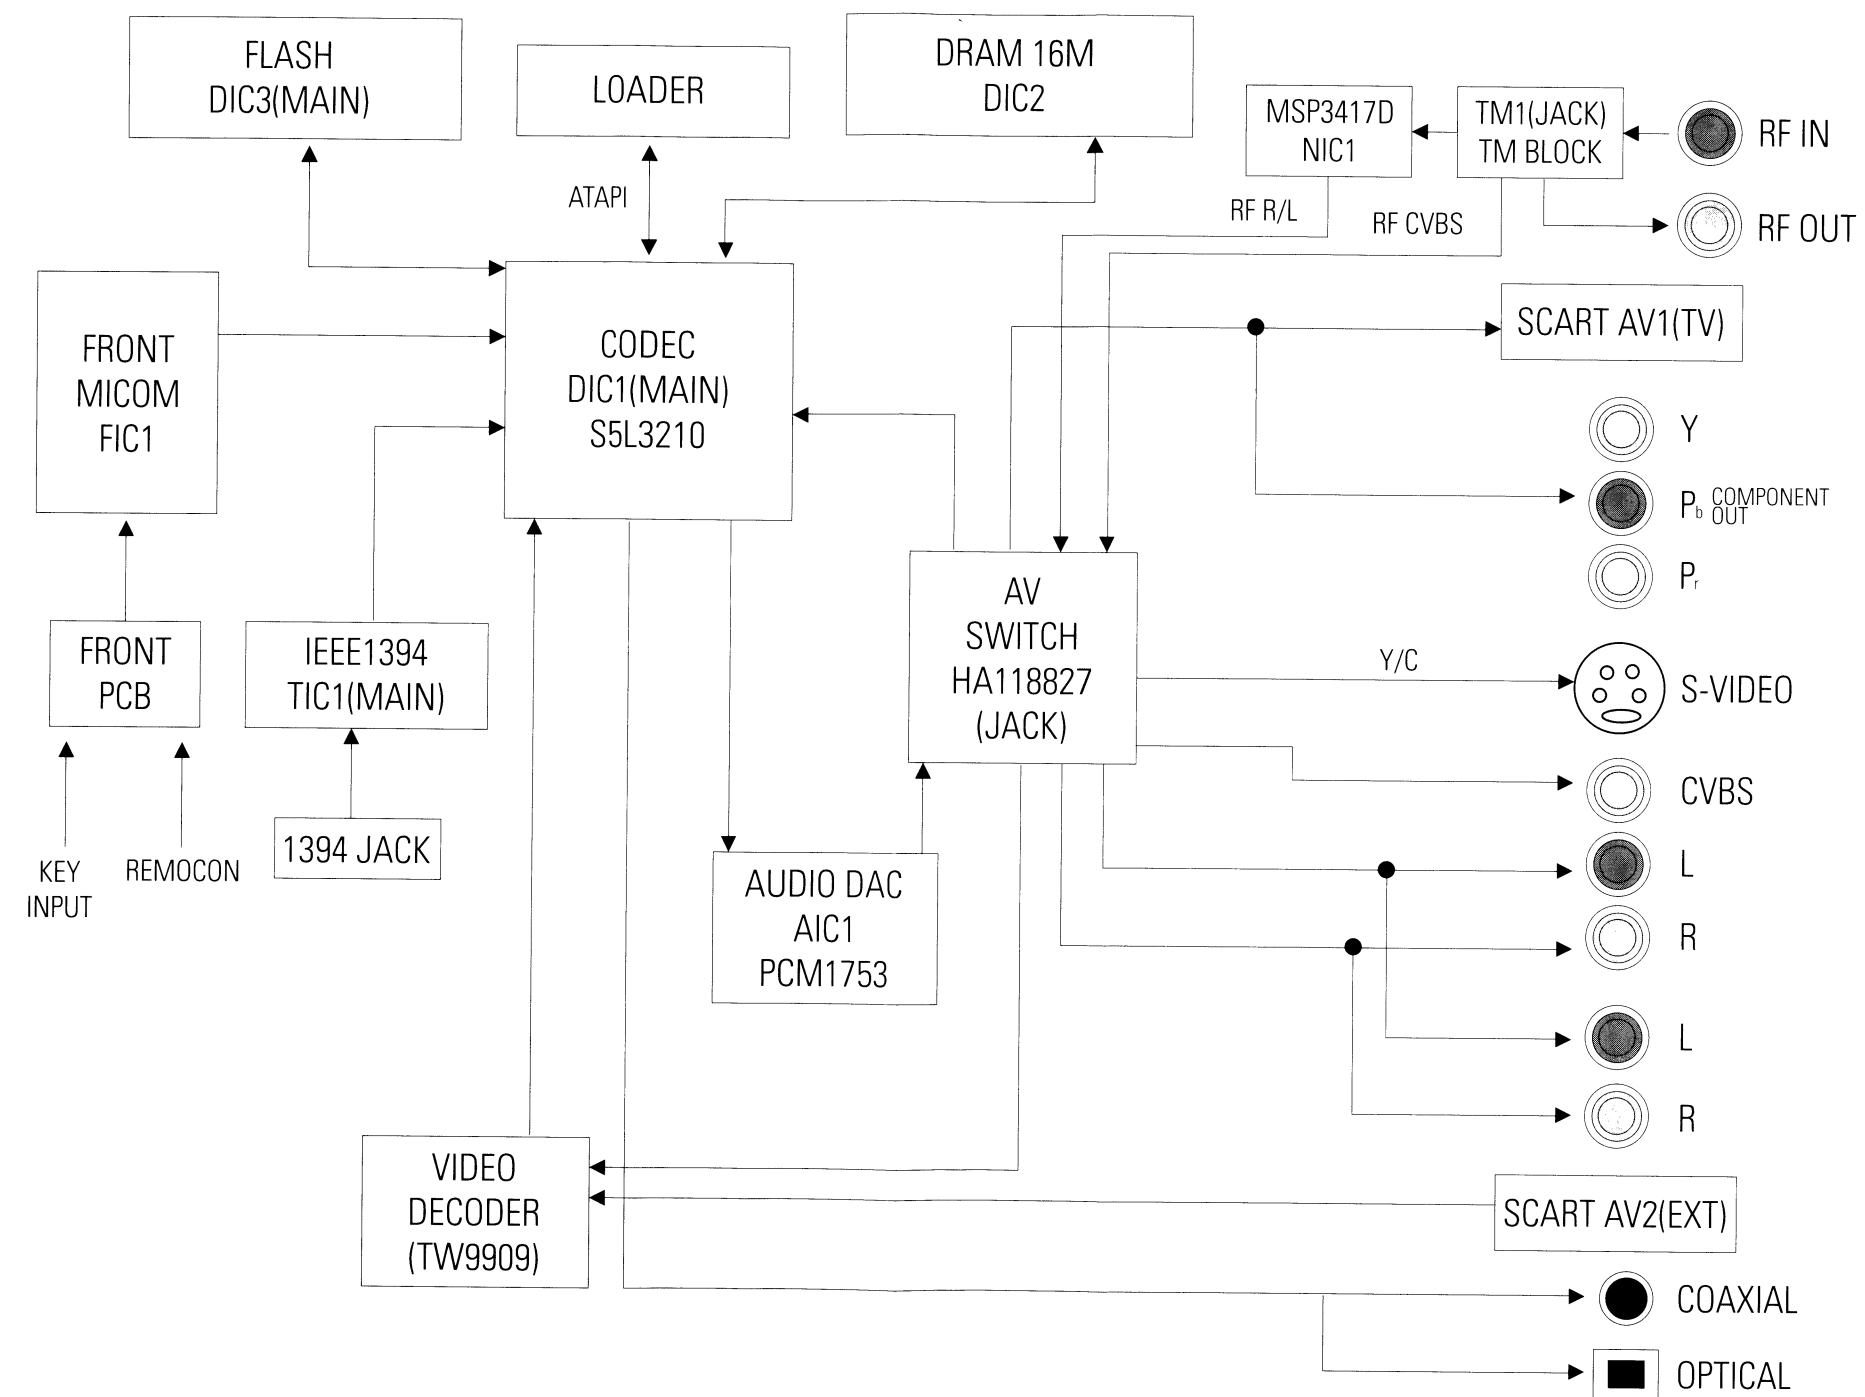 FLASH
DIC3(MAIN)
LOADER
DRAM 16M
DIC2
MSP3417D
NIC1
TM1(JACK)
TM BLOCK
RF IN
ATAPI
RF R/L
RF CVBS
RF OUT
FRONT
MICOM
FIC1
CODEC
DIC1(MAIN)
S5L3210
SCART AV1(TV)
Y
Pb COMPONENT
OUT
Pr
FRONT
PCB
IEEE1394
TIC1(MAIN)
AV
SWITCH
HA118827
(JACK)
Y/C
S-VIDEO
CVBS
KEY
INPUT
REMOCON
1394 JACK
AUDIO DAC
AIC1
PCM1753
L
R
L
R
VIDEO
DECODER
(TW9909)
SCART AV2(EXT)
COAXIAL
OPTICAL